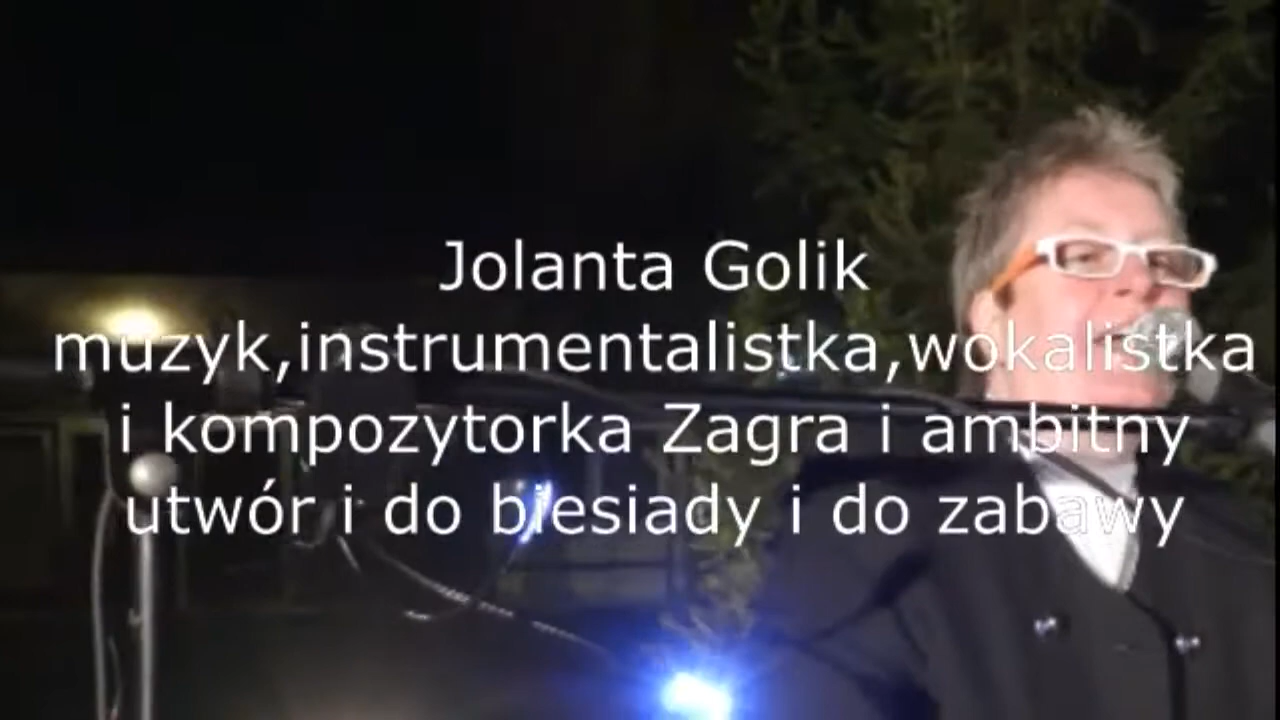 Jolanta Golik
muzyk,instrumentalistka,wokalistka
i kompozytorka Zagra i ambitny
utwór i do biesiady i do zabawy